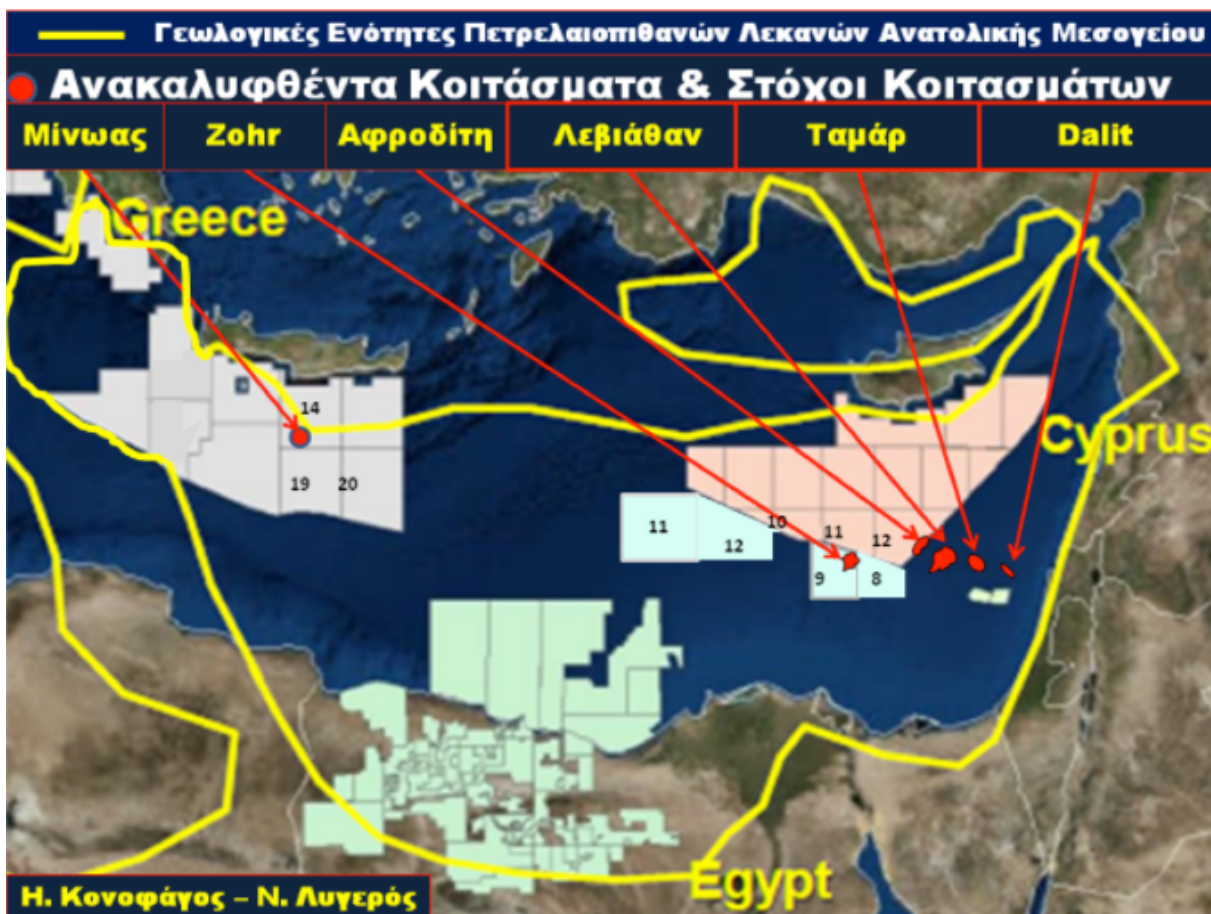 Γεωλογικές Ενότητες Πετρελαιοπιθανών Λεκανών Ανατολικής Μεσογείου
Ανακαλυφθέντα Κοιτάσματα & Στόχοι Κοιτασμάτων
Μίνωας Zohr Αφροδίτη Λεβιάθαν Ταμάρ Dalit
Greece
14
Cyprus
19 20
11 12 10 11 12
9 8
Egypt
Η. Κονοφάγος – Ν. Λυγερός